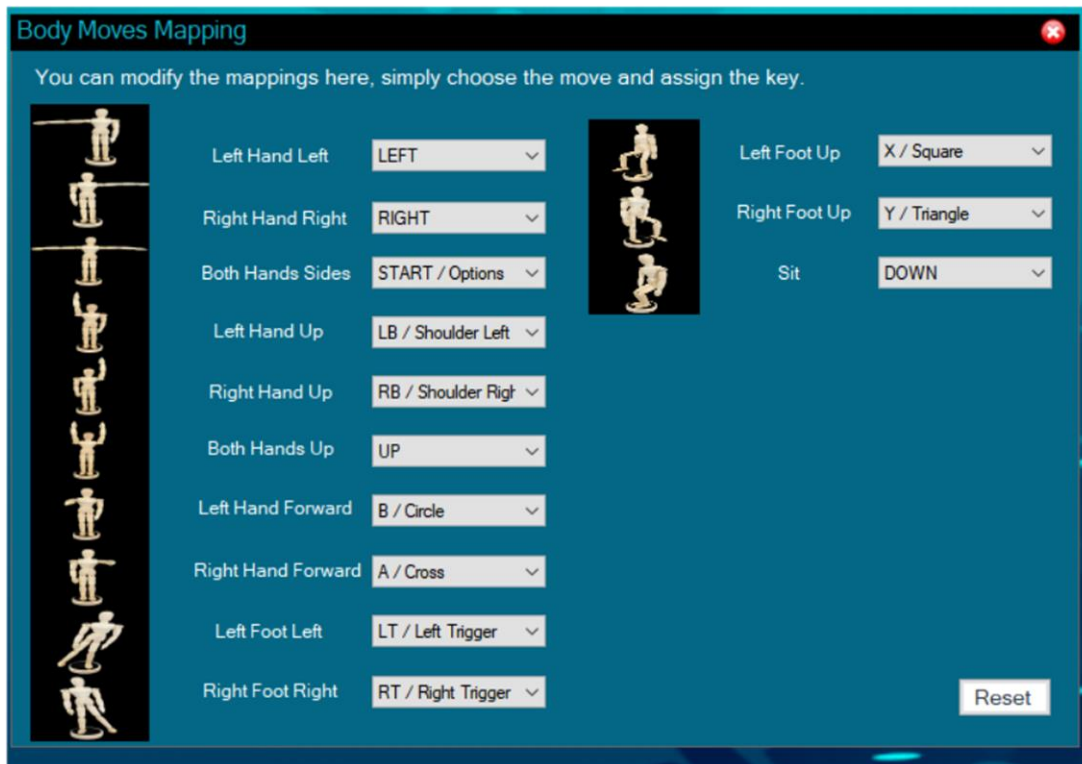 Body Moves Mapping
You can modify the mappings here, simply choose the move and assign the key.
Left Hand Left LEFT
Right Hand Right RIGHT
Both Hands Sides START / Options
Left Hand Up LB / Shoulder Left
Right Hand Up RB / Shoulder Righ
Both Hands Up UP
Left Hand Forward B / Circle
Right Hand Forward A / Cross
Left Foot Left LT / Left Trigger
Right Foot Right RT / Right Trigger
Left Foot Up X / Square
Right Foot Up Y / Triangle
Sit DOWN
Reset